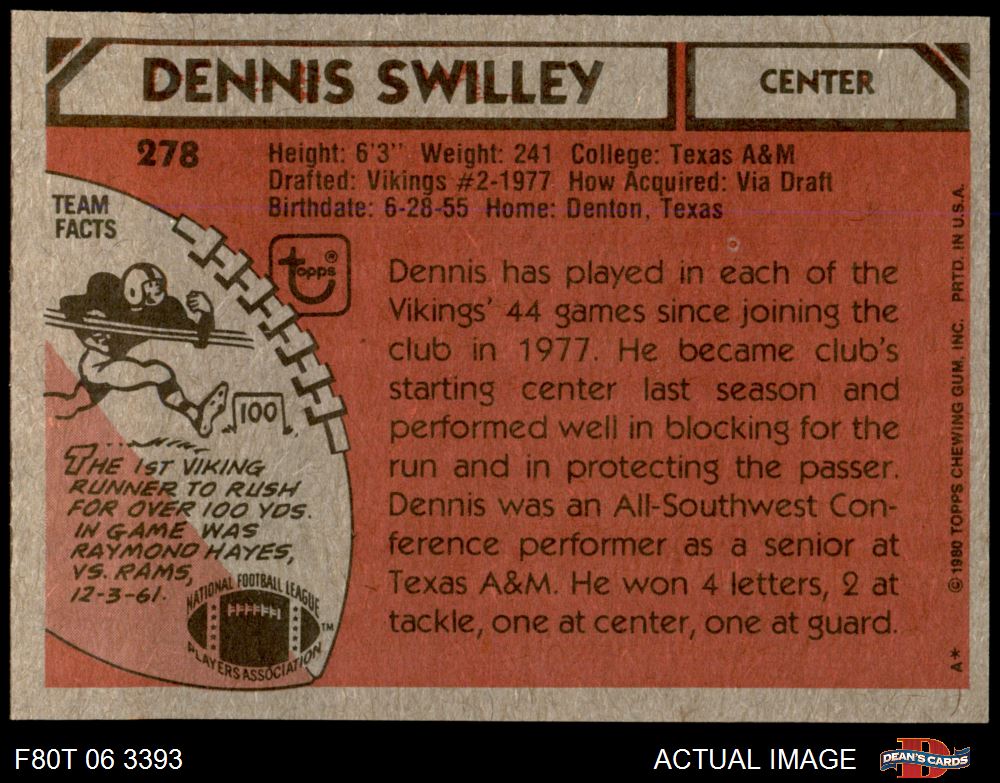 DENNIS SWILLEY
CENTER
278
Height: 6'3" Weight: 241 College: Texas A&M
Drafted: Vikings #2-1977 How Acquired: Via Draft
Birthdate: 6-28-55 Home: Denton, Texas
TEAM
FACTS
topps®
100
THE 1ST VIKING
RUNNER TO RUSH
FOR OVER 100 YDS.
IN GAME WAS
RAYMOND HAYES,
VS. RAMS,
12-3-61.
NATIONAL FOOTBALL LEAGUE
PLAYERS ASSOCIATION
TM
Dennis has played in each of the
Vikings' 44 games since joining the
club in 1977. He became club's
starting center last season and
performed well in blocking for the
run and in protecting the passer.
Dennis was an All-Southwest Con-
ference performer as a senior at
Texas A&M. He won 4 letters, 2 at
tackle, one at center, one at guard.
A* © 1980 TOPPS CHEWING GUM, INC. PRTD. IN U.S.A.
F80T 06 3393
ACTUAL IMAGE
DEAN'S CARDS